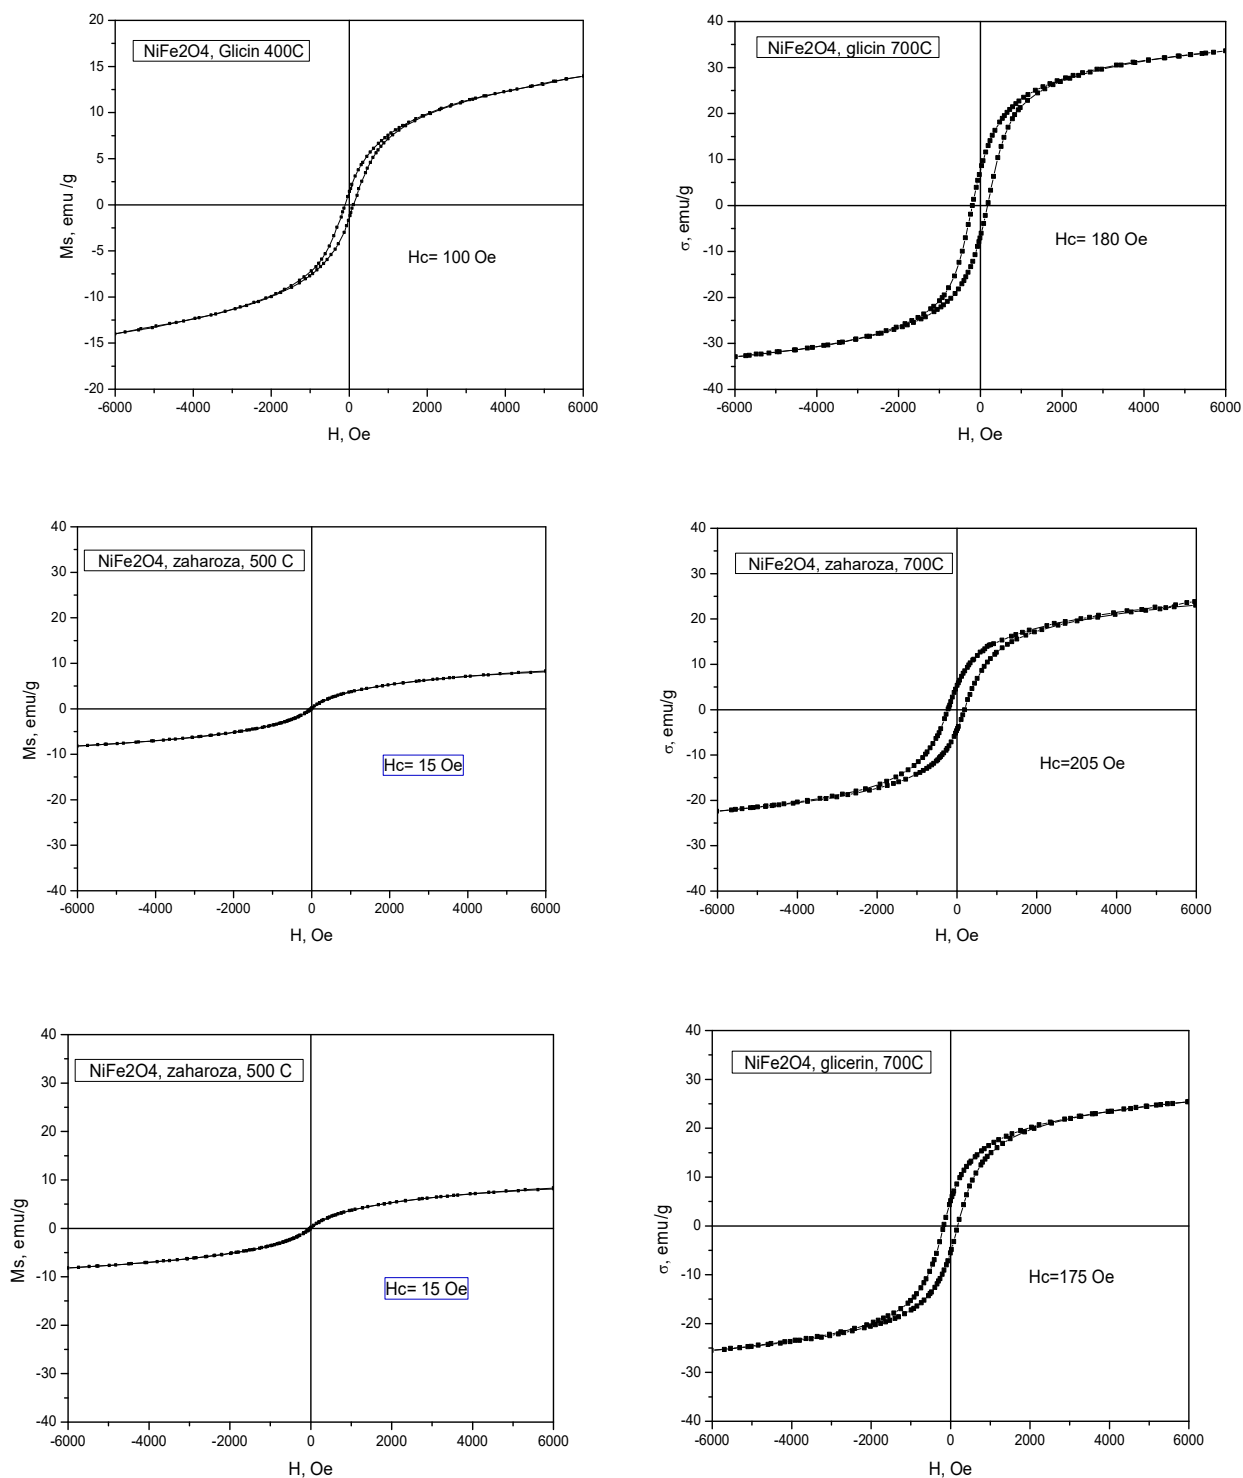 NiFe2O4, Glicin 400C
20
15
10
5
0
-5
-10
-15
-20
Ms, emu /g
Hc= 100 Oe
-6000 -4000 -2000 0 2000 4000 6000
H, Oe
NiFe2O4, glicin 700C
40
30
20
10
0
-10
-20
-30
-40
σ, emu/g
Hc= 180 Oe
-6000 -4000 -2000 0 2000 4000 6000
H, Oe
NiFe2O4, zaharoza, 500 C
40
30
20
10
0
-10
-20
-30
-40
Ms, emu/g
Hc= 15 Oe
-6000 -4000 -2000 0 2000 4000 6000
H, Oe
NiFe2O4, zaharoza, 700C
40
30
20
10
0
-10
-20
-30
-40
σ, emu/g
Hc=205 Oe
-6000 -4000 -2000 0 2000 4000 6000
H, Oe
NiFe2O4, zaharoza, 500 C
40
30
20
10
0
-10
-20
-30
-40
Ms, emu/g
Hc= 15 Oe
-6000 -4000 -2000 0 2000 4000 6000
H, Oe
NiFe2O4, glicerin, 700C
40
30
20
10
0
-10
-20
-30
-40
σ, emu/g
Hc=175 Oe
-6000 -4000 -2000 0 2000 4000 6000
H, Oe